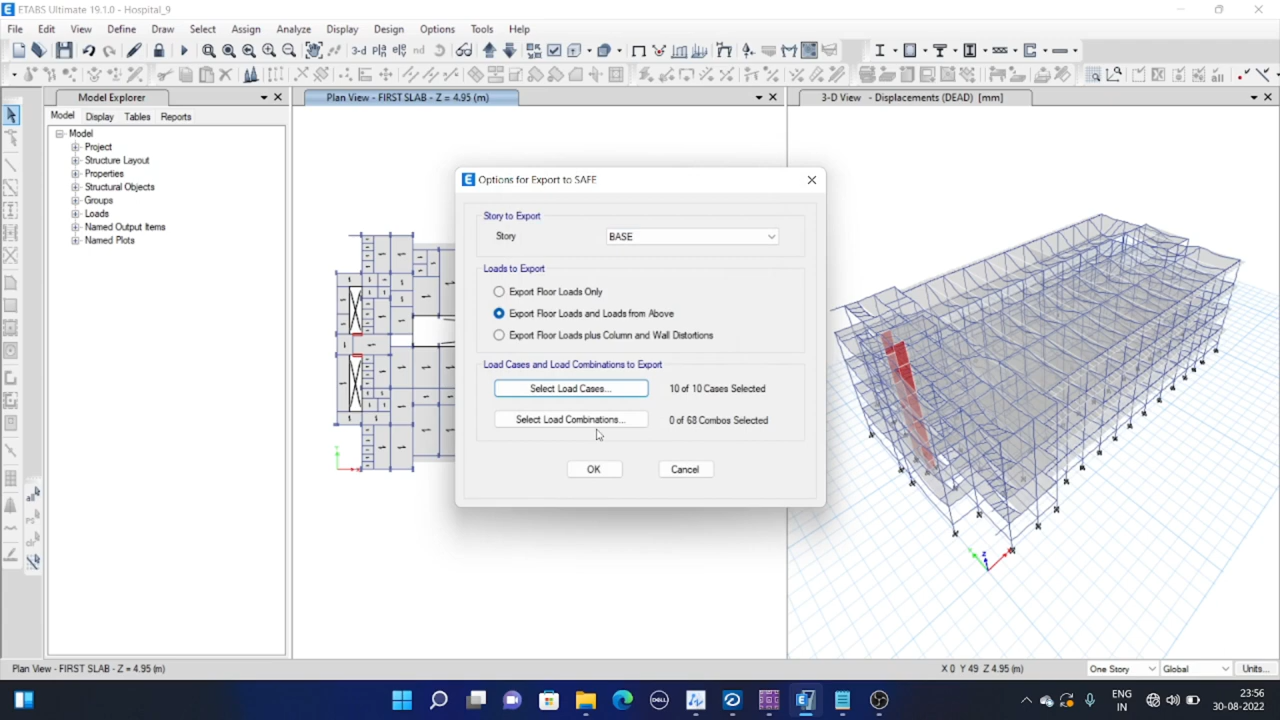 ETABS Ultimate 19.1.0 - Hospital_9
File Edit View Define Draw Select Assign Analyze Display Design Options Tools Help
3-d
nd
Model Explorer
Plan View - FIRST SLAB - Z = 4.95 (m)
3-D View - Displacements (DEAD) [mm]
Model Display Tables Reports
Model
Project
Structure Layout
Properties
Structural Objects
Groups
Loads
Named Output Items
Named Plots
Options for Export to SAFE
Story to Export
Story BASE
Loads to Export
Export Floor Loads Only
Export Floor Loads and Loads from Above
Export Floor Loads plus Column and Wall Distortions
Load Cases and Load Combinations to Export
Select Load Cases... 10 of 10 Cases Selected
Select Load Combinations... 0 of 68 Combos Selected
OK Cancel
all
ps
clr
Z
Plan View - FIRST SLAB - Z = 4.95 (m)
X 0 Y 49 Z 4.95 (m)
One Story Global Units...
DELL
ENG
IN
23:56
30-08-2022